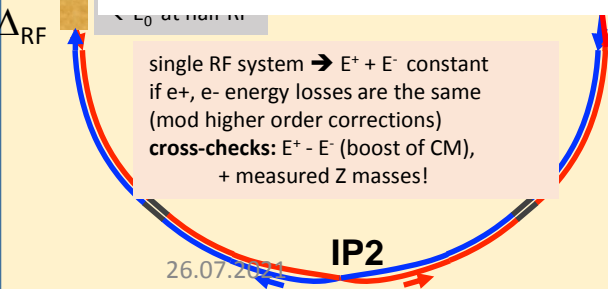 Δ_RF
E₀ at half RF
single RF system ➔ E⁺ + E⁻ constant
if e+, e- energy losses are the same
(mod higher order corrections)
cross-checks: E⁺ - E⁻ (boost of CM),
+ measured Z masses!
IP2
26.07.2021